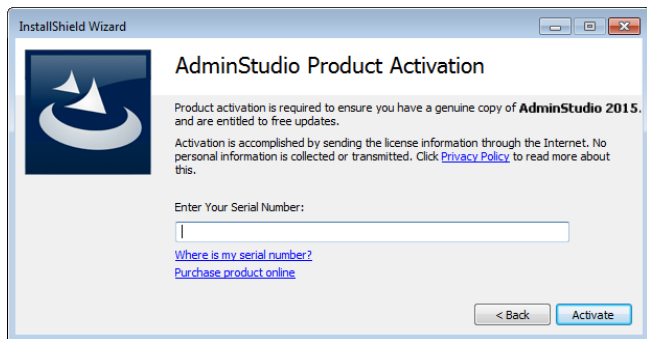 InstallShield Wizard
AdminStudio Product Activation
Product activation is required to ensure you have a genuine copy of AdminStudio 2015.
and are entitled to free updates.
Activation is accomplished by sending the license information through the Internet. No
personal information is collected or transmitted. Click Privacy Policy to read more about
this.
Enter Your Serial Number:
Where is my serial number?
Purchase product online
< Back Activate